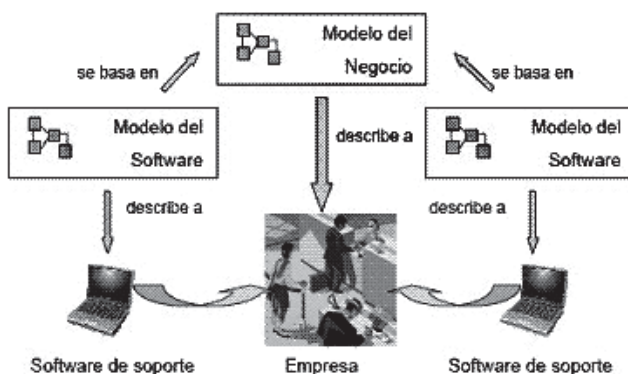 Modelo del
Negocio
se basa en
se basa en
Modelo del
Software
describe a
Modelo del
Software
describe a
describe a
Software de soporte
Empresa
Software de soporte